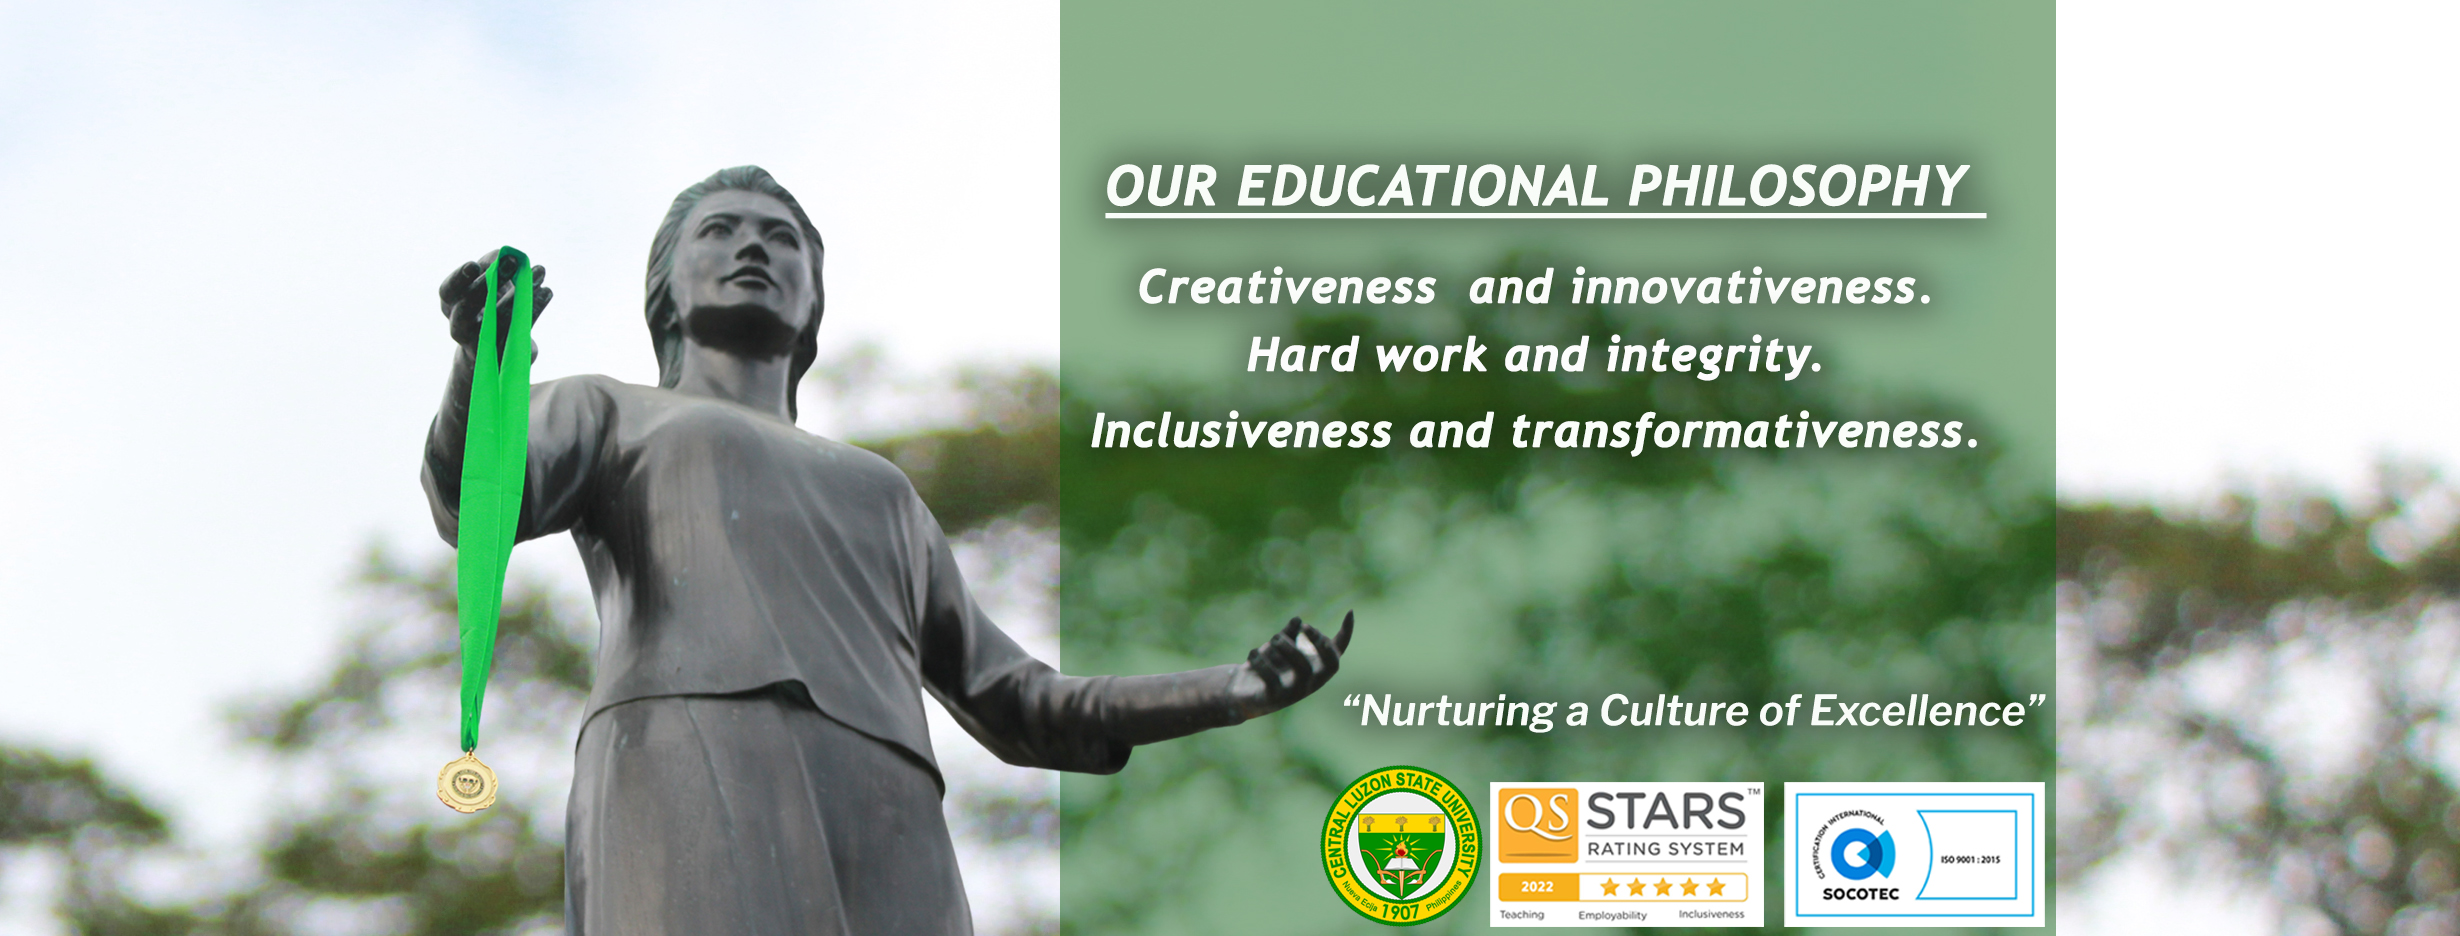 OUR EDUCATIONAL PHILOSOPHY
Creativeness and innovativeness.
Hard work and integrity.
Inclusiveness and transformativeness.
“Nurturing a Culture of Excellence”
CENTRAL LUZON STATE UNIVERSITY
Nueva Ecija 1907 Philippines
QS STARS™
RATING SYSTEM
2022
Teaching Employability Inclusiveness
CERTIFICATION INTERNATIONAL
SOCOTEC
ISO 9001 : 2015